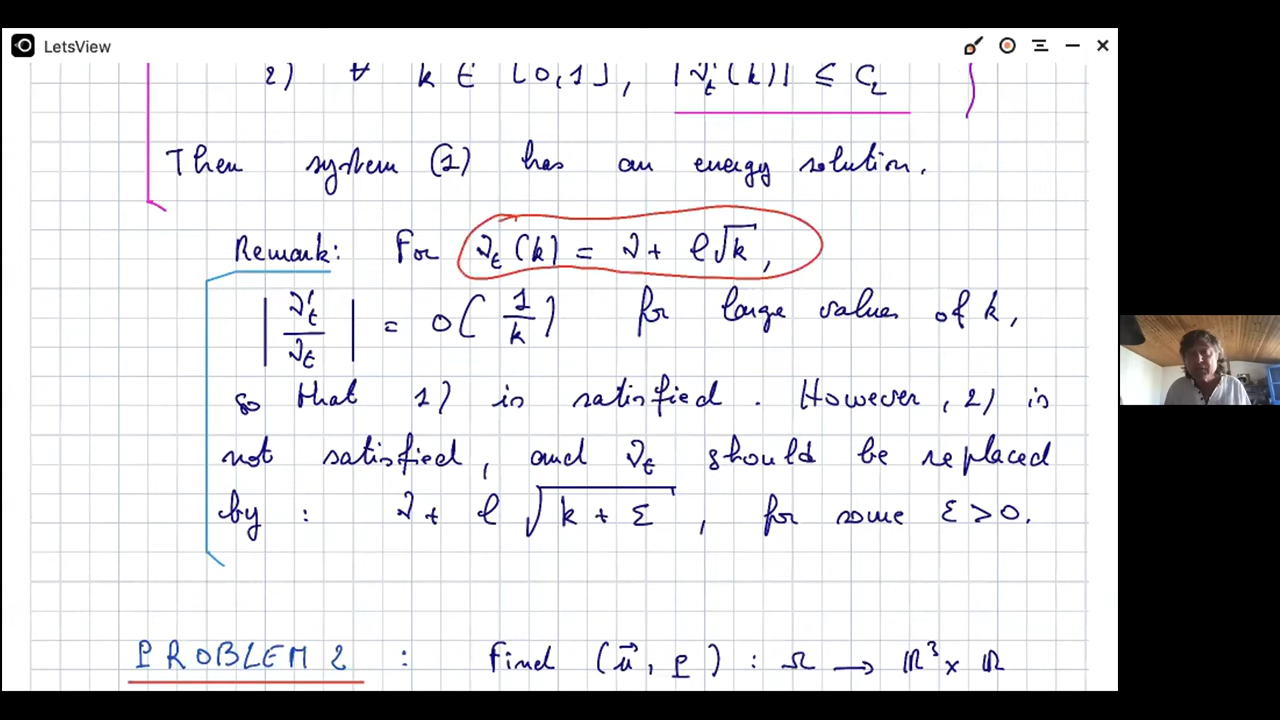 LetsView
2) ∀ k ∈ [0,1], |ν_t'(k)| ≤ C_2
Then system (1) has an energy solution.
Remark: For ν_t(k) = ν + ℓ√k,
|ν_t'/ν_t| = O(1/k) for large values of k,
so that 1) is satisfied. However, 2) is
not satisfied, and ν_t should be replaced
by: ν + ℓ√(k + ε), for some ε > 0.
PROBLEM 2 : Find (u⃗, p) : Ω → ℝ³ × ℝ